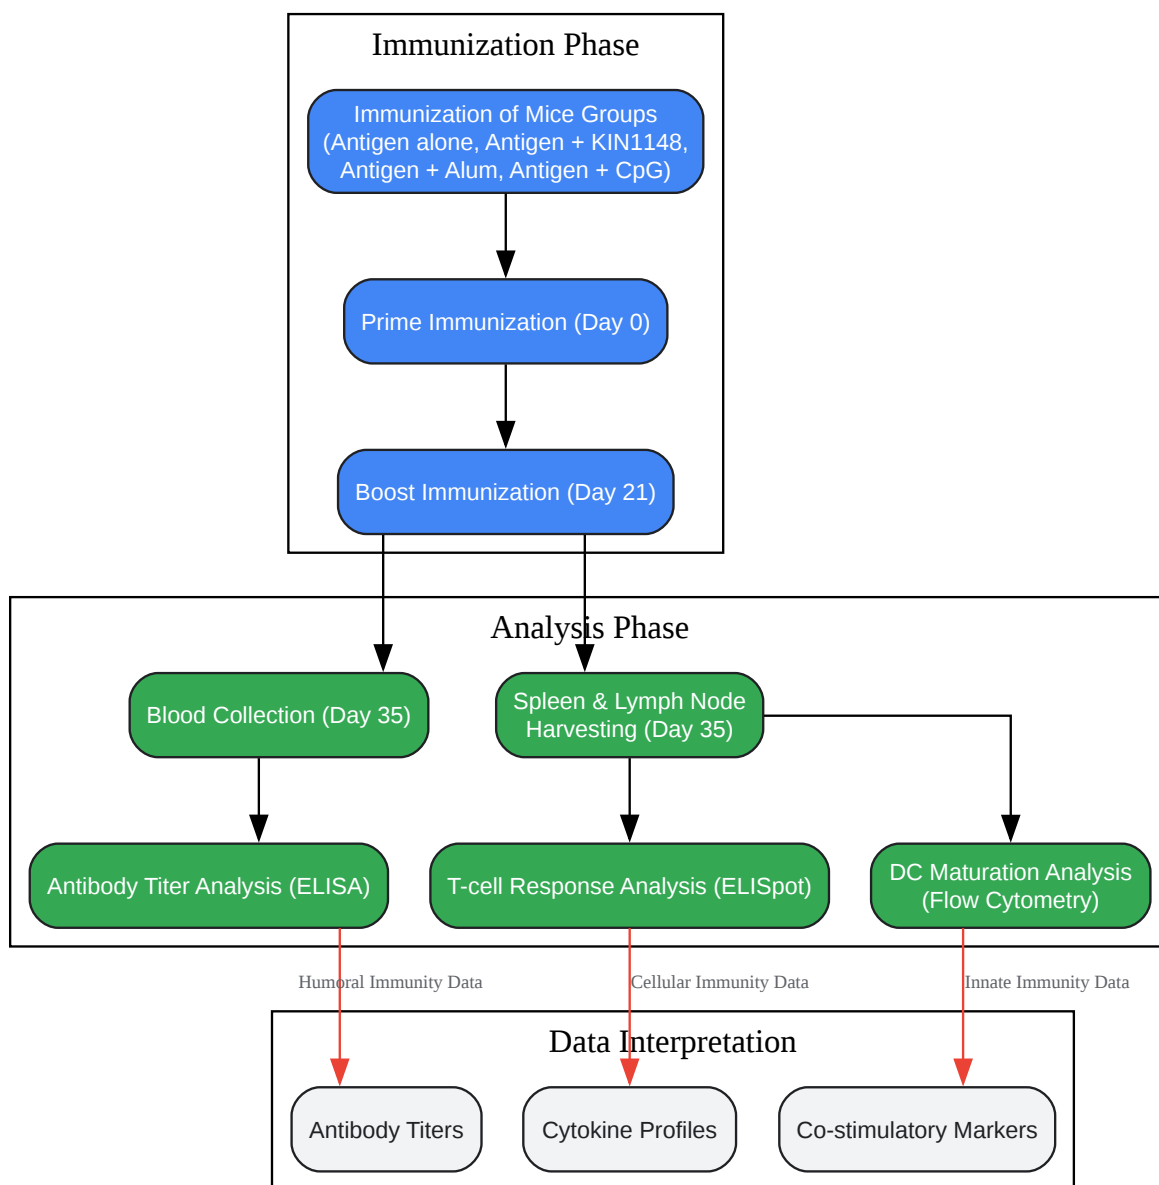 Immunization Phase
Immunization of Mice Groups
(Antigen alone, Antigen + KIN1148,
Antigen + Alum, Antigen + CpG)
Prime Immunization (Day 0)
Boost Immunization (Day 21)
Analysis Phase
Blood Collection (Day 35)
Spleen & Lymph Node
Harvesting (Day 35)
Antibody Titer Analysis (ELISA)
T-cell Response Analysis (ELISpot)
DC Maturation Analysis
(Flow Cytometry)
Humoral Immunity Data
Cellular Immunity Data
Innate Immunity Data
Data Interpretation
Antibody Titers
Cytokine Profiles
Co-stimulatory Markers